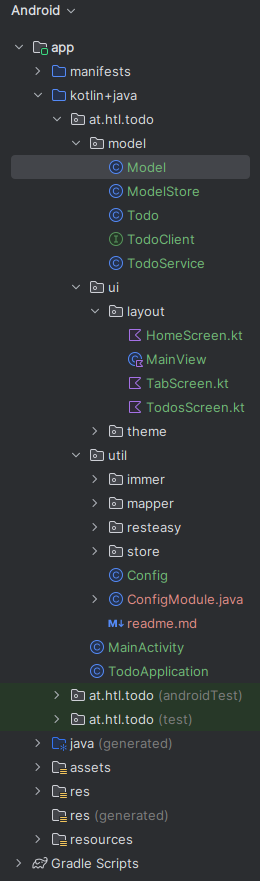 Android
app
manifests
kotlin+java
at.htl.todo
model
Model
ModelStore
Todo
TodoClient
TodoService
ui
layout
HomeScreen.kt
MainView
TabScreen.kt
TodosScreen.kt
theme
util
immer
mapper
resteasy
store
Config
ConfigModule.java
readme.md
MainActivity
TodoApplication
at.htl.todo (androidTest)
at.htl.todo (test)
java (generated)
assets
res
res (generated)
resources
Gradle Scripts